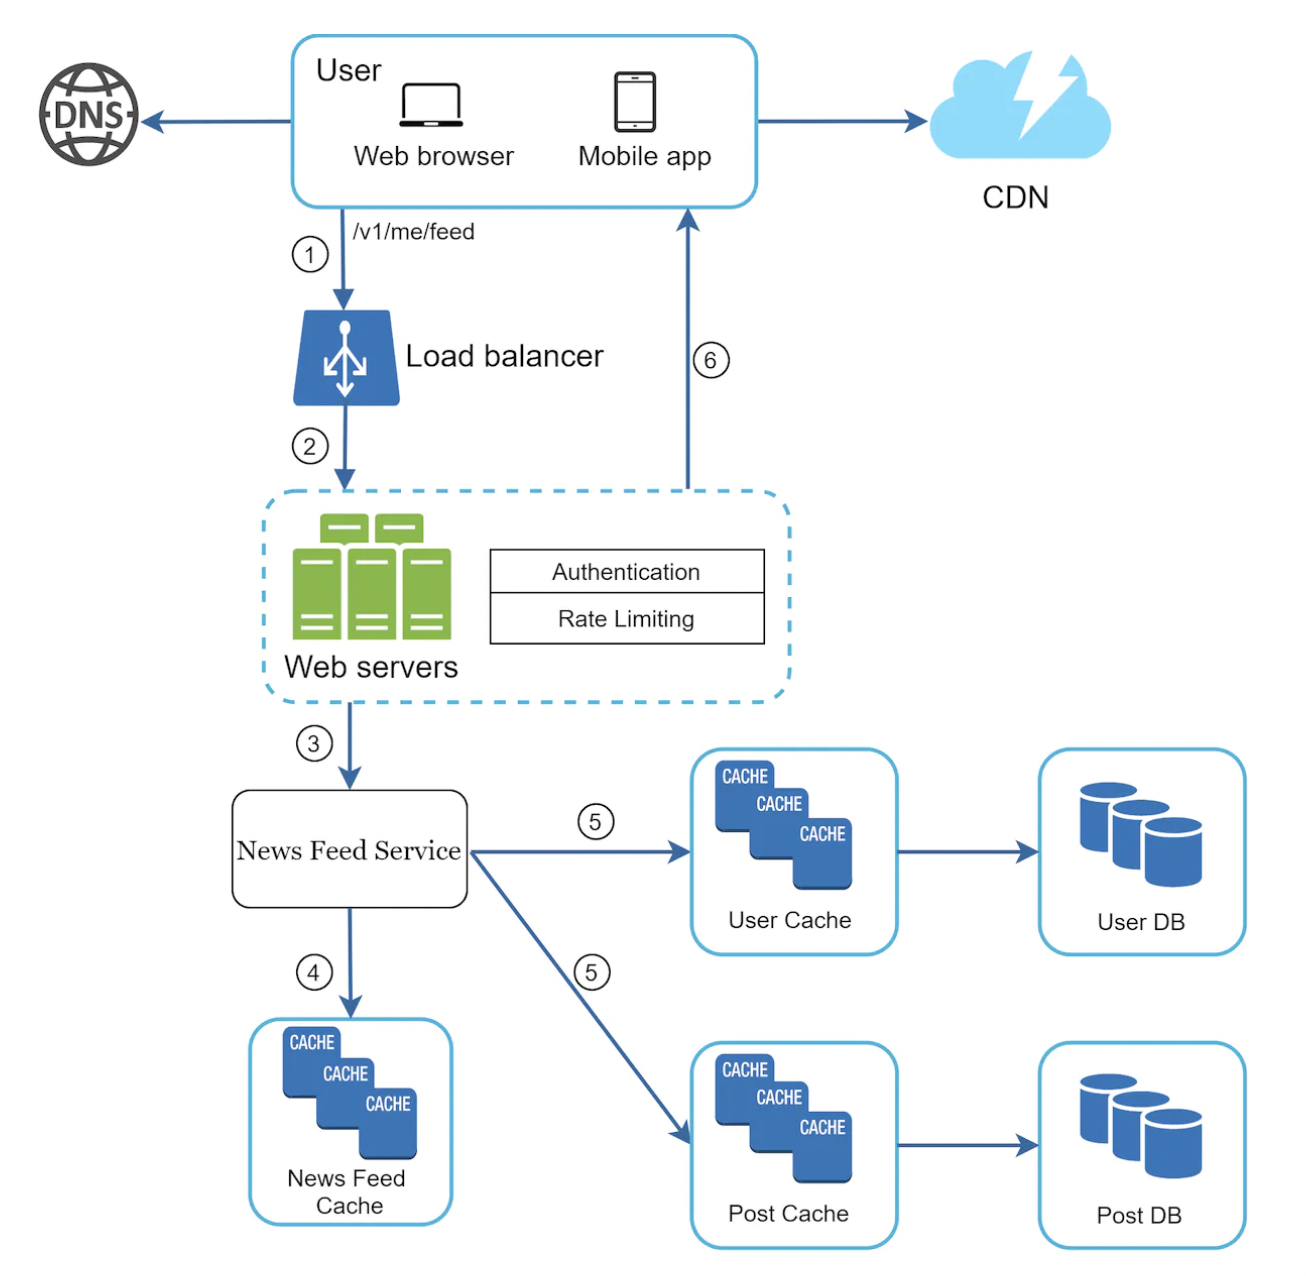 User
DNS
Web browser
Mobile app
CDN
/v1/me/feed
1
Load balancer
6
2
Authentication
Rate Limiting
Web servers
3
CACHE
CACHE
CACHE
5
News Feed Service
User Cache
User DB
4
5
CACHE
CACHE
CACHE
News Feed
Cache
CACHE
CACHE
CACHE
Post Cache
Post DB